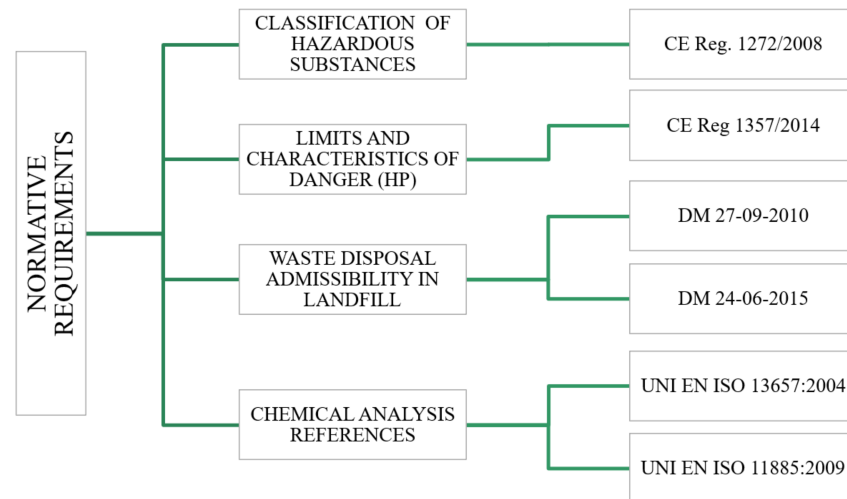 NORMATIVE
REQUIREMENTS
CLASSIFICATION OF
HAZARDOUS
SUBSTANCES
CE Reg. 1272/2008
LIMITS AND
CHARACTERISTICS OF
DANGER (HP)
CE Reg 1357/2014
WASTE DISPOSAL
ADMISSIBILITY IN
LANDFILL
DM 27-09-2010
DM 24-06-2015
CHEMICAL ANALYSIS
REFERENCES
UNI EN ISO 13657:2004
UNI EN ISO 11885:2009